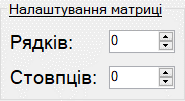 Налаштування матриці
Рядків: 0
Стовпців: 0